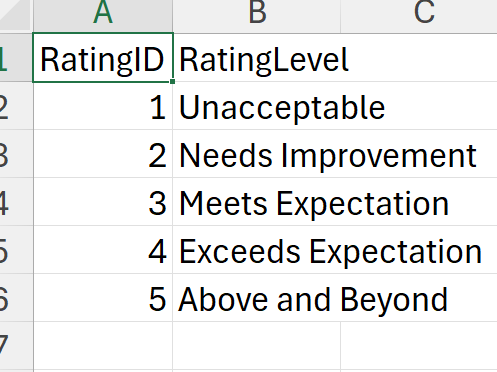 A B C
1 RatingID RatingLevel
2 1 Unacceptable
3 2 Needs Improvement
4 3 Meets Expectation
5 4 Exceeds Expectation
6 5 Above and Beyond
7